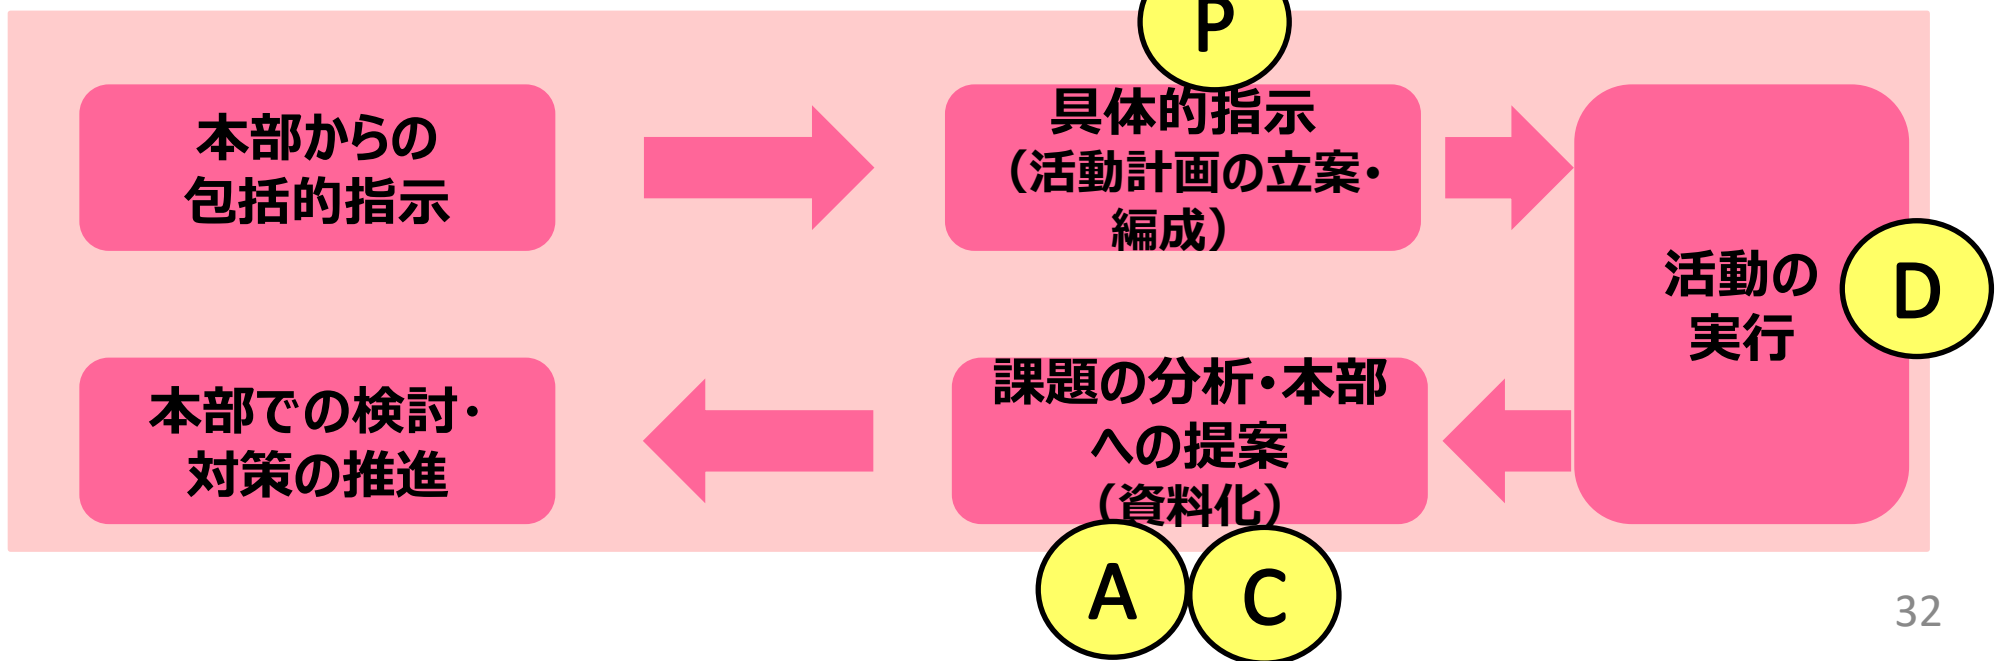 P
本部からの
包括的指示
具体的指示
（活動計画の立案・
編成）
活動の
実行
D
本部での検討・
対策の推進
課題の分析・本部
への提案
（資料化）
A
C
32